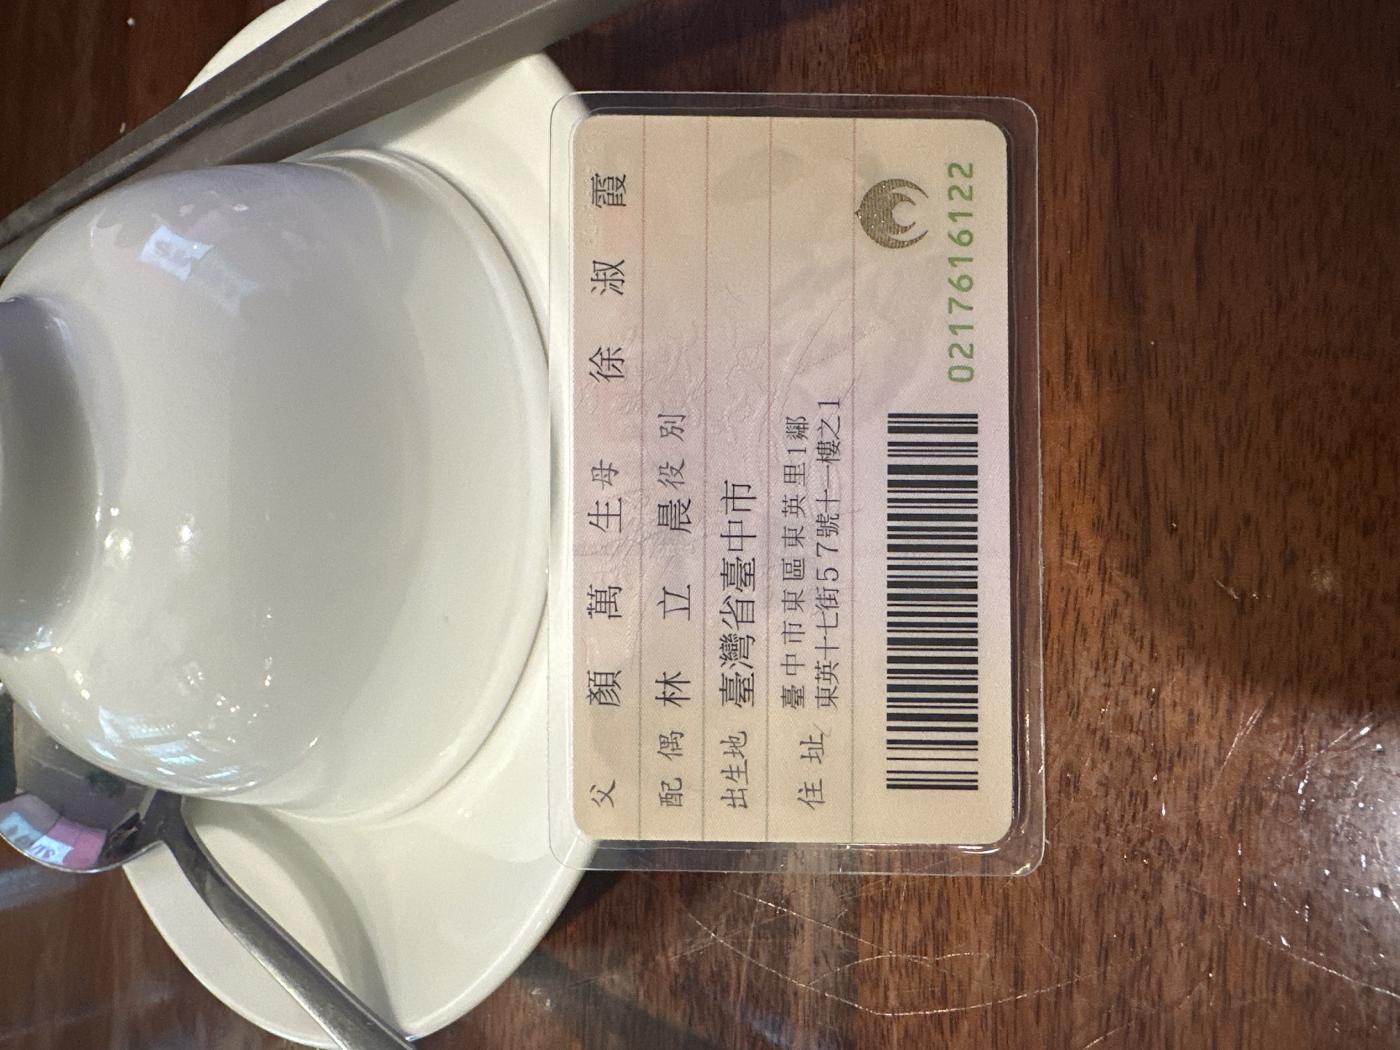 父 顏萬生 母 徐淑霞
配偶 林立晨 役別
出生地 臺灣省臺中市
住址 臺中市東區東英里1鄰
東英十七街57號十一樓之1
0217616122